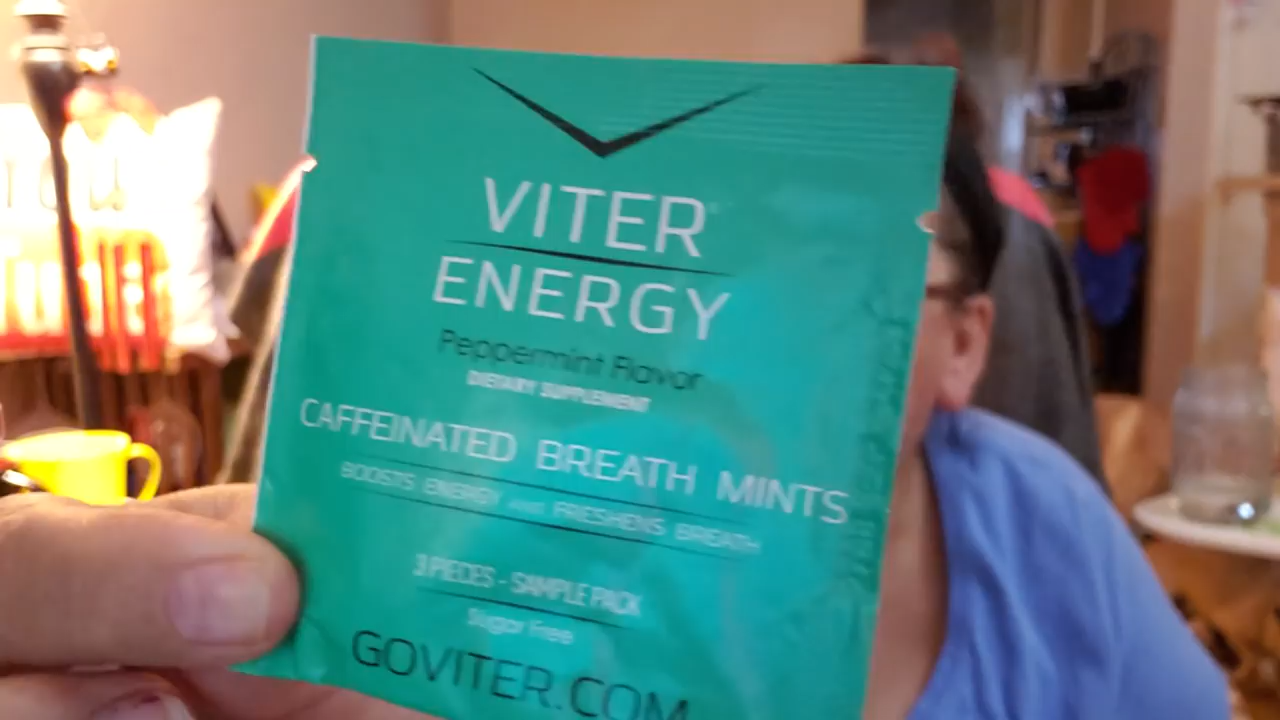 VITER
ENERGY
Peppermint Flavor
DIETARY SUPPLEMENT
CAFFEINATED BREATH MINTS
BOOSTS ENERGY and FRESHENS BREATH
3 PIECES - SAMPLE PACK
Sugar Free
GOVITER.COM